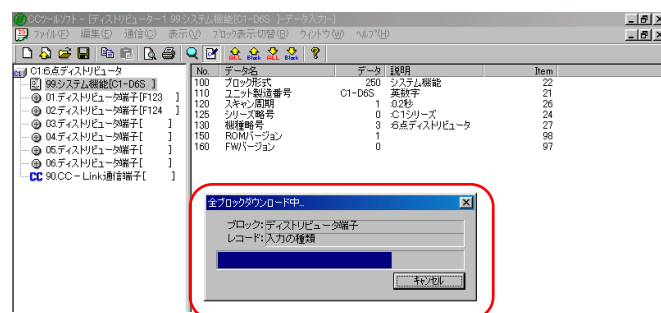 CCツールソフト - [ディストリビューター1 99システム機能[C1-D6S ]-データ入力-]
ファイル(F) 編集(E) 通信(C) 表示(V) ブロック表示切替(B) ウィンドウ(W) ヘルプ(H)
ALL Block ALL Block
C1:6点ディストリビュータ
99:システム機能[C1-D6S ]
01.ディストリビュータ端子[F123 ]
02.ディストリビュータ端子[F124 ]
03.ディストリビュータ端子[ ]
04.ディストリビュータ端子[ ]
05.ディストリビュータ端子[ ]
06.ディストリビュータ端子[ ]
CC 90.CC-Link通信端子[ ]
No. データ名 データ 説明 Item
100 ブロック形式 250 システム機能 22
110 ユニット製造番号 C1-D6S 英数字 21
120 スキャン周期 1 :0.2秒 26
125 シリーズ略号 0 :C1シリーズ 24
130 機種略号 3 :6点ディストリビュータ 27
150 ROMバージョン 1 98
160 FWバージョン 0 97
全ブロックダウンロード中..
ブロック: ディストリビュータ端子
レコード: 入力の種類
キャンセル